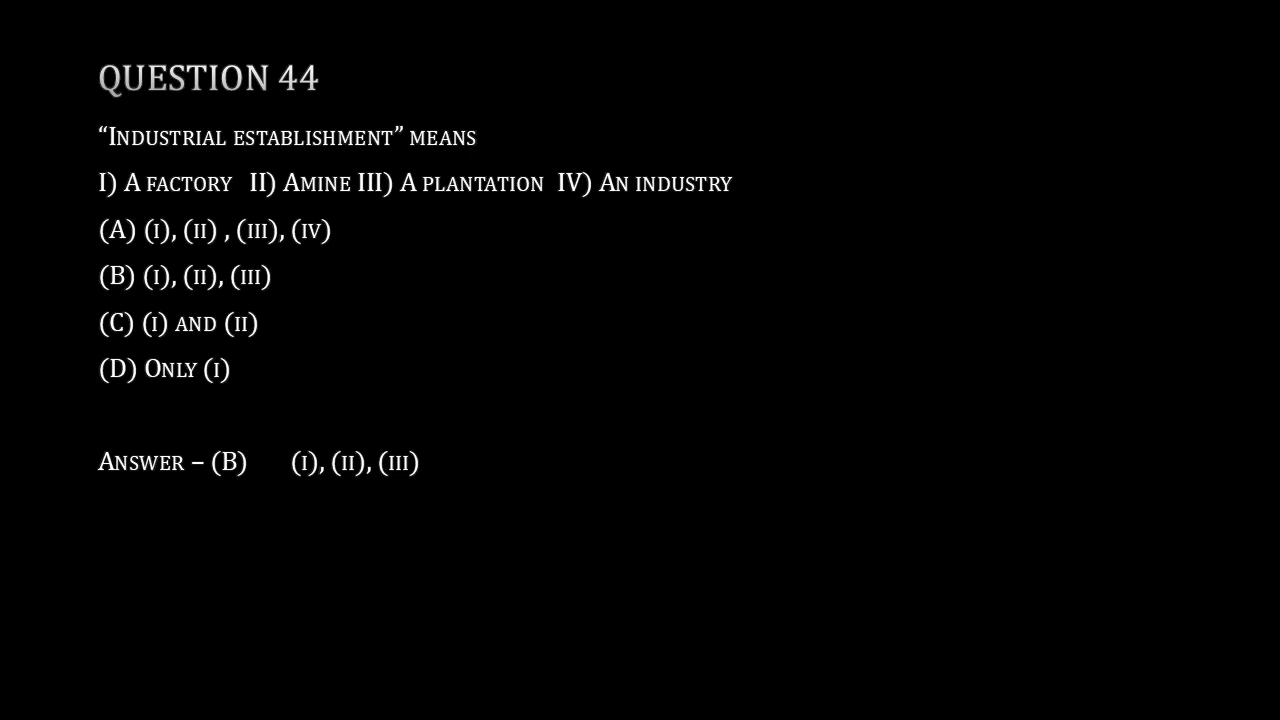 QUESTION 44
“Industrial establishment” means
I) A factory II) Amine III) A plantation IV) An industry
(A) (i), (ii) , (iii), (iv)
(B) (i), (ii), (iii)
(C) (i) and (ii)
(D) Only (i)
Answer – (B) (i), (ii), (iii)